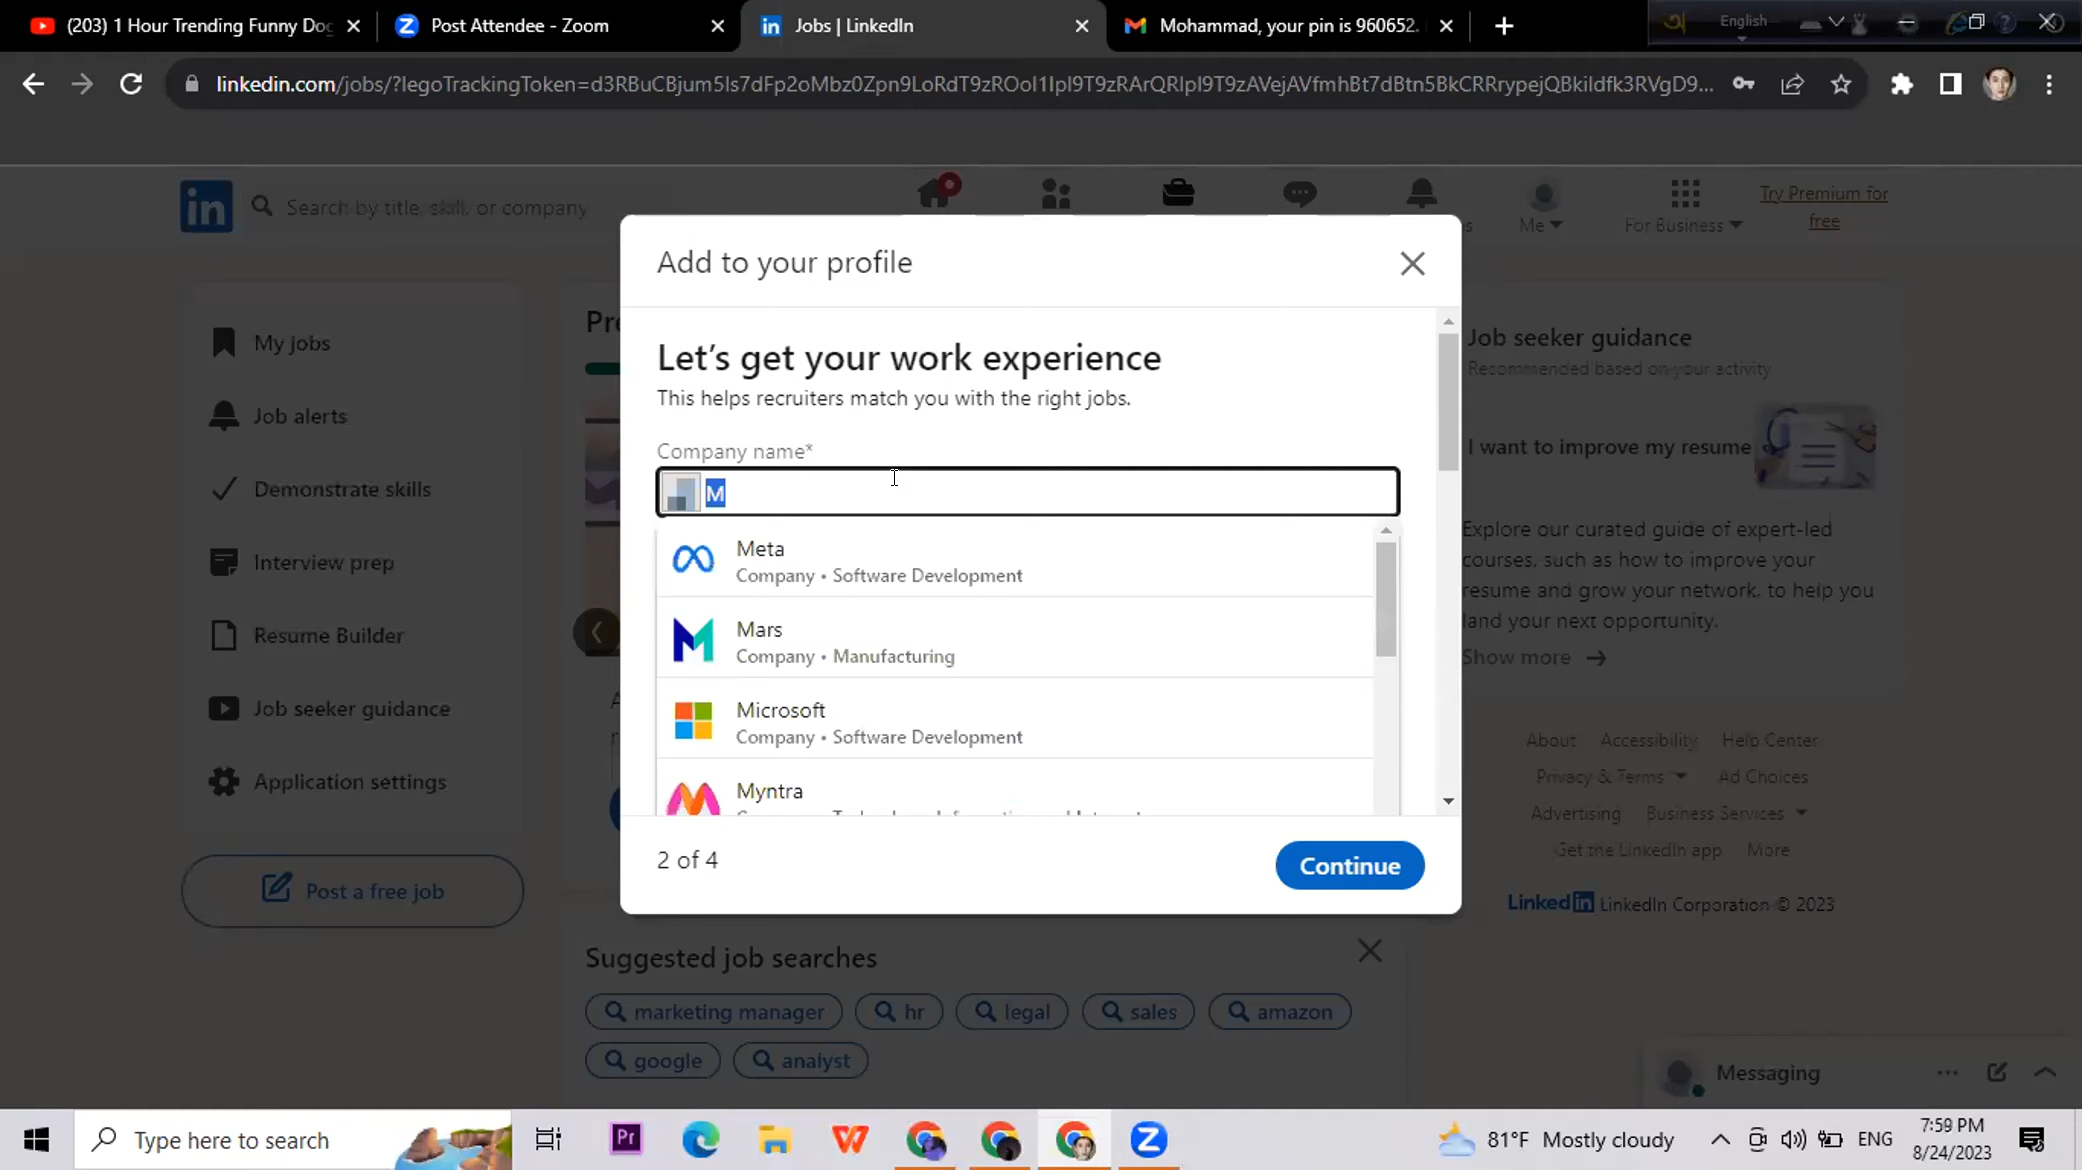 (203) 1 Hour Trending Funny Do
Post Attendee - Zoom
Jobs | LinkedIn
Mohammad, your pin is 960652.
English
linkedin.com/jobs/?legoTrackingToken=d3RBuCBjum5Is7dFp2oMbz0Zpn9LoRdT9zROol1Ipl9T9zRArQRIpl9T9zAVejAVfmhBt7dBtn5BkCRRrypejQBkildfk3RVgD9...
Search by title, skill, or company
Me
For Business
Try Premium for
free
Add to your profile
My jobs
Job alerts
Demonstrate skills
Interview prep
Resume Builder
Job seeker guidance
Application settings
Post a free job
Let's get your work experience
This helps recruiters match you with the right jobs.
Company name*
M
Meta
Company • Software Development
Mars
Company • Manufacturing
Microsoft
Company • Software Development
Myntra
2 of 4
Continue
Job seeker guidance
Recommended based on your activity
I want to improve my resume
Explore our curated guide of expert-led
courses, such as how to improve your
resume and grow your network, to help you
land your next opportunity.
Show more
About Accessibility Help Center
Privacy & Terms Ad Choices
Advertising Business Services
Get the LinkedIn app More
LinkedIn LinkedIn Corporation © 2023
Suggested job searches
marketing manager hr legal sales amazon
google analyst
Messaging
Type here to search
81°F Mostly cloudy
ENG
7:59 PM
8/24/2023